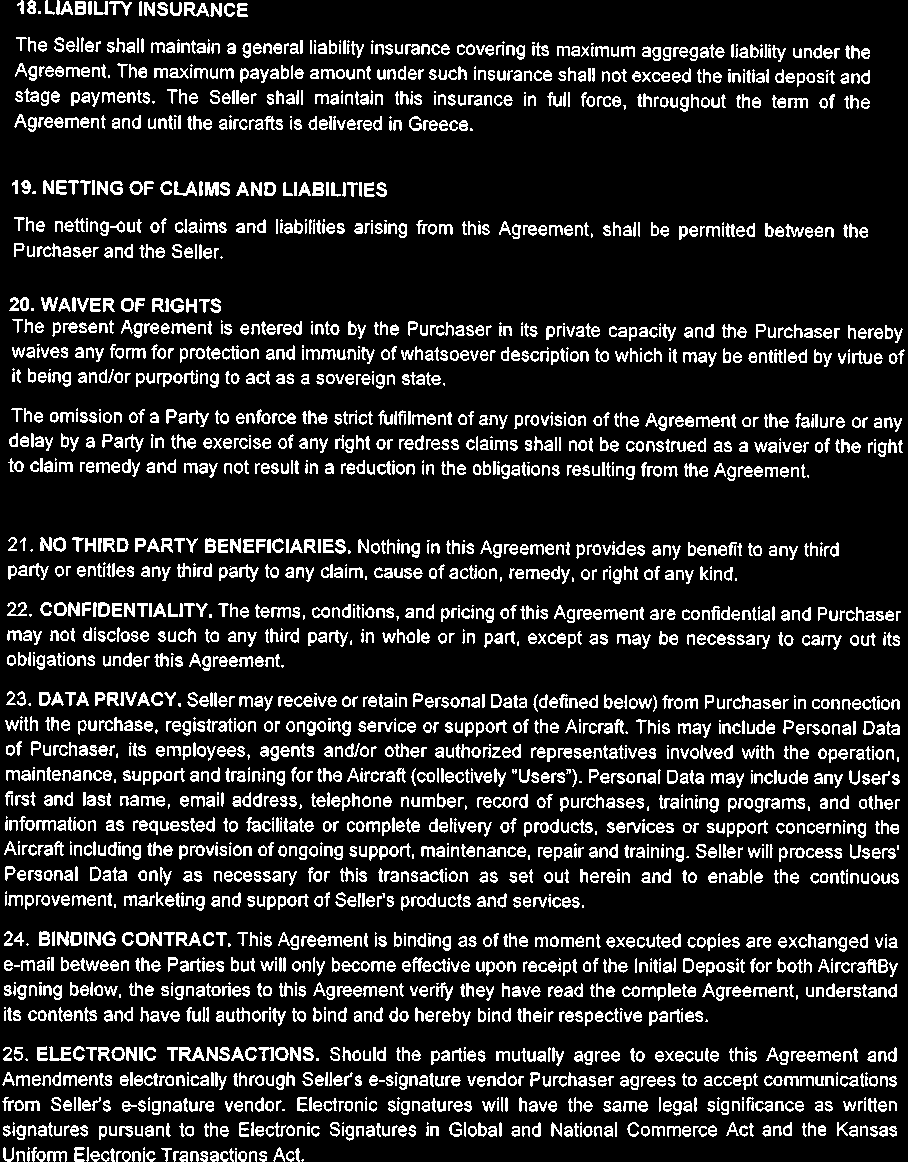 18. LIABILITY INSURANCE
The Seller shall maintain a general liability insurance covering its maximum aggregate liability under the
Agreement. The maximum payable amount under such insurance shall not exceed the initial deposit and
stage payments. The Seller shall maintain this insurance in full force, throughout the term of the
Agreement and until the aircrafts is delivered in Greece.
19. NETTING OF CLAIMS AND LIABILITIES
The netting-out of claims and liabilities arising from this Agreement, shall be permitted between the
Purchaser and the Seller.
20. WAIVER OF RIGHTS
The present Agreement is entered into by the Purchaser in its private capacity and the Purchaser hereby
waives any form for protection and immunity of whatsoever description to which it may be entitled by virtue of
it being and/or purporting to act as a sovereign state.
The omission of a Party to enforce the strict fulfilment of any provision of the Agreement or the failure or any
delay by a Party in the exercise of any right or redress claims shall not be construed as a waiver of the right
to claim remedy and may not result in a reduction in the obligations resulting from the Agreement.
21. NO THIRD PARTY BENEFICIARIES. Nothing in this Agreement provides any benefit to any third
party or entitles any third party to any claim, cause of action, remedy, or right of any kind.
22. CONFIDENTIALITY. The terms, conditions, and pricing of this Agreement are confidential and Purchaser
may not disclose such to any third party, in whole or in part, except as may be necessary to carry out its
obligations under this Agreement.
23. DATA PRIVACY. Seller may receive or retain Personal Data (defined below) from Purchaser in connection
with the purchase, registration or ongoing service or support of the Aircraft. This may include Personal Data
of Purchaser, its employees, agents and/or other authorized representatives involved with the operation,
maintenance, support and training for the Aircraft (collectively "Users"). Personal Data may include any User's
first and last name, email address, telephone number, record of purchases, training programs, and other
information as requested to facilitate or complete delivery of products, services or support concerning the
Aircraft including the provision of ongoing support, maintenance, repair and training. Seller will process Users'
Personal Data only as necessary for this transaction as set out herein and to enable the continuous
improvement, marketing and support of Seller's products and services.
24. BINDING CONTRACT. This Agreement is binding as of the moment executed copies are exchanged via
e-mail between the Parties but will only become effective upon receipt of the Initial Deposit for both AircraftBy
signing below, the signatories to this Agreement verify they have read the complete Agreement, understand
its contents and have full authority to bind and do hereby bind their respective parties.
25. ELECTRONIC TRANSACTIONS. Should the parties mutually agree to execute this Agreement and
Amendments electronically through Seller's e-signature vendor Purchaser agrees to accept communications
from Seller's e-signature vendor. Electronic signatures will have the same legal significance as written
signatures pursuant to the Electronic Signatures in Global and National Commerce Act and the Kansas
Uniform Electronic Transactions Act.